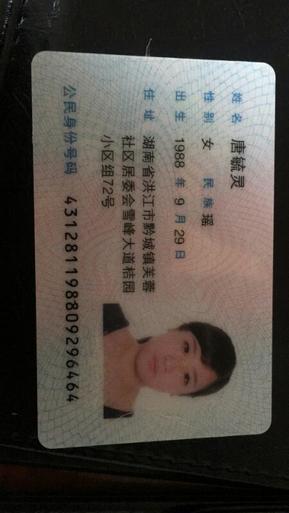 姓名 唐毓灵
性别 女 民族 瑶
出生 1988 年 9 月 29 日
住址 湖南省洪江市黔城镇芙蓉
社区居委会雪峰大道桔园
小区组72号
公民身份号码 431281198809296464